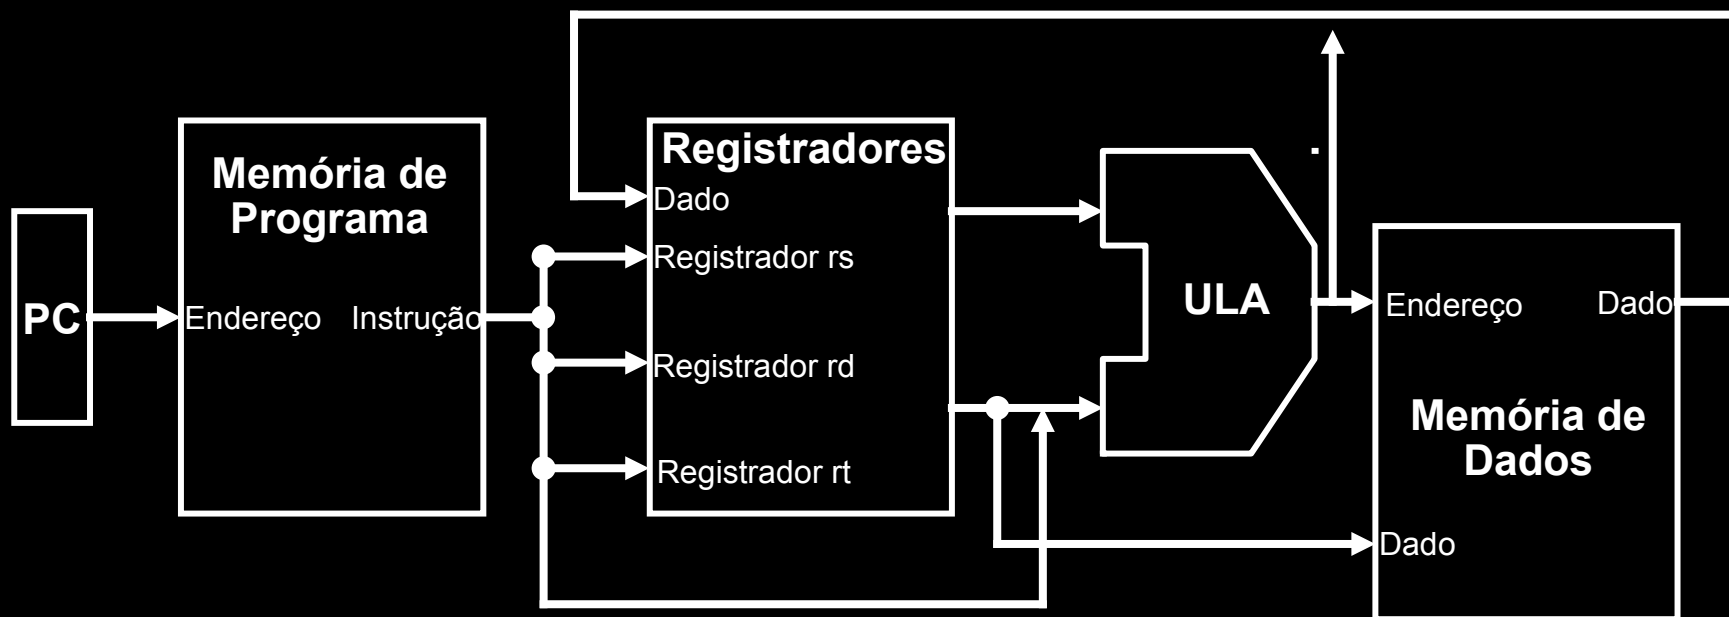 PC
Memória de
Programa
Endereço
Instrução
Registradores
Dado
Registrador rs
Registrador rd
Registrador rt
ULA
Endereço
Dado
Memória de
Dados
Dado